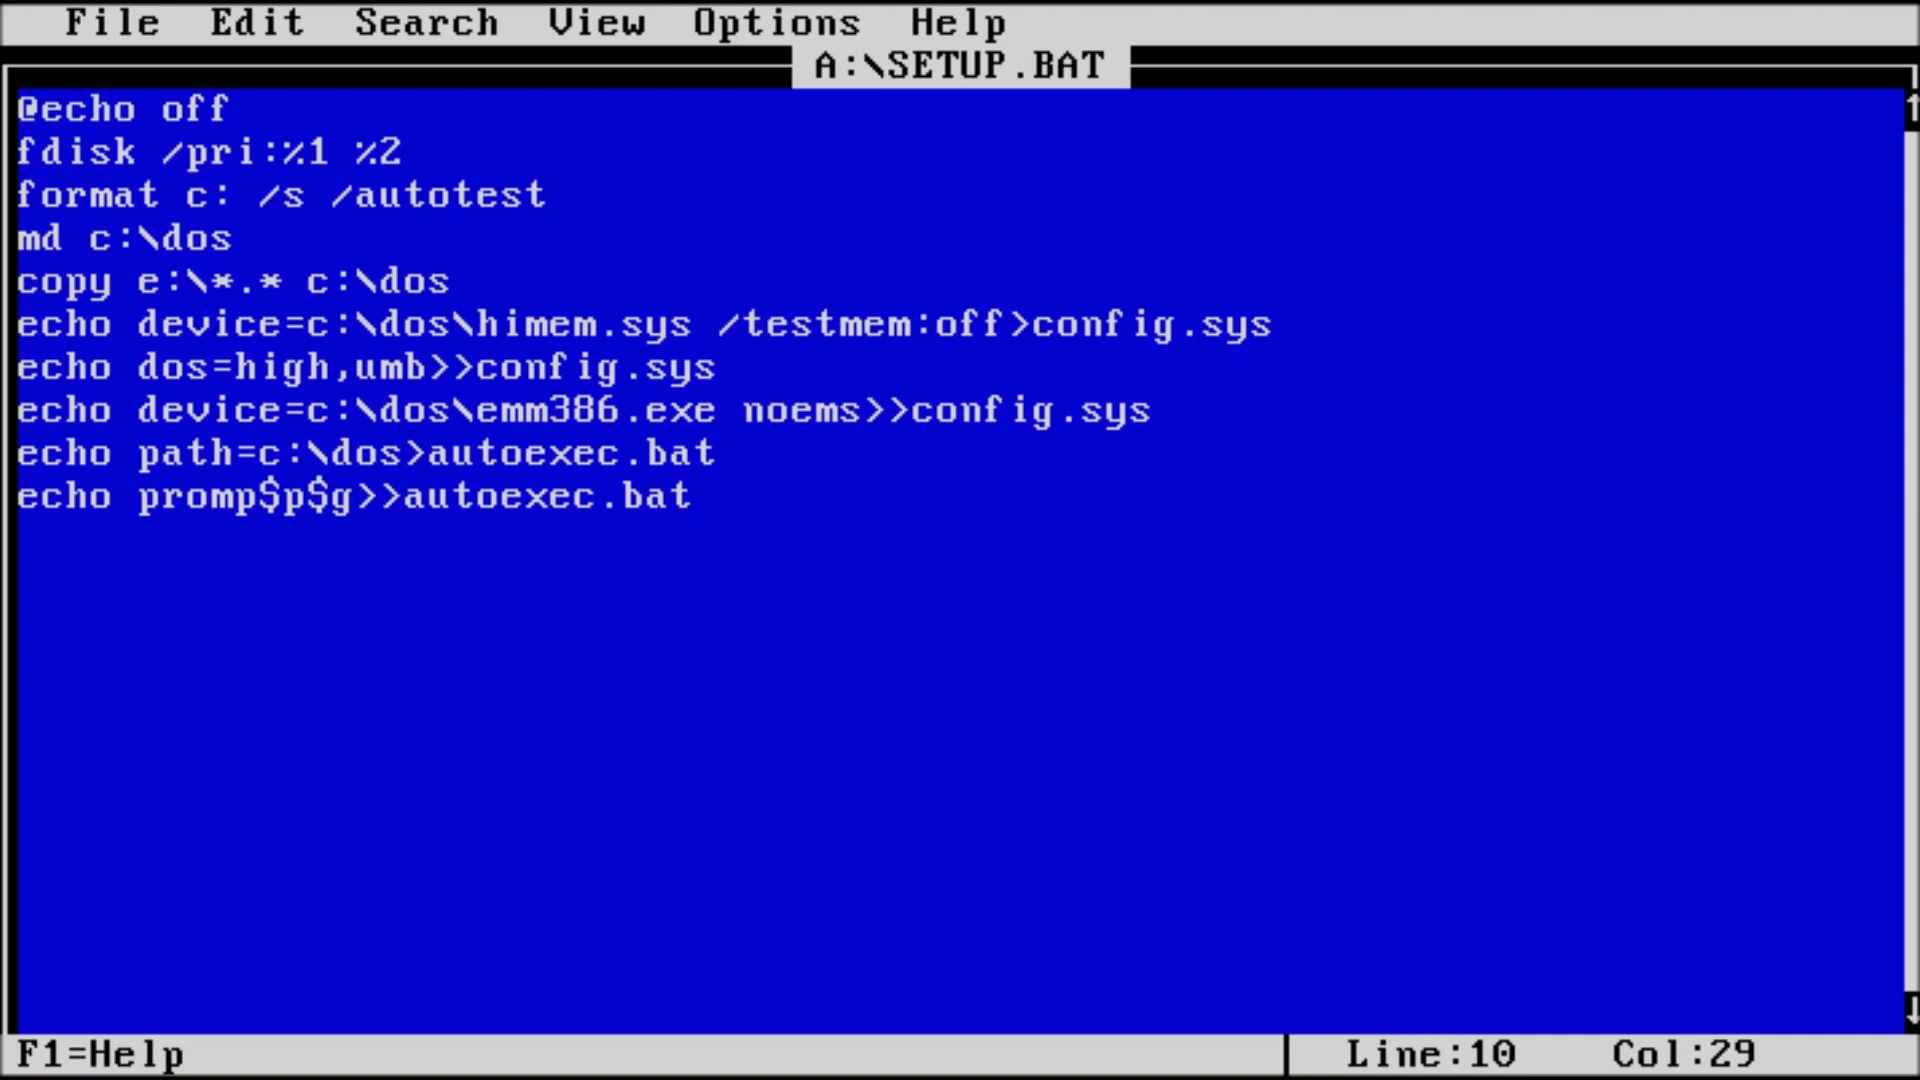 File Edit Search View Options Help
A:\SETUP.BAT
@echo off
fdisk /pri:%1 %2
format c: /s /autotest
md c:\dos
copy e:\*.* c:\dos
echo device=c:\dos\himem.sys /testmem:off>config.sys
echo dos=high,umb>>config.sys
echo device=c:\dos\emm386.exe noems>>config.sys
echo path=c:\dos>autoexec.bat
echo promp$p$g>>autoexec.bat
F1=Help Line:10 Col:29